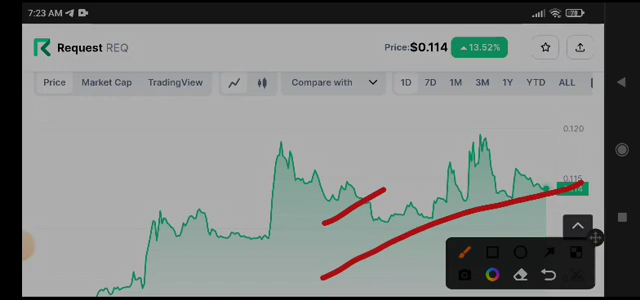 7:23 AM
78
Request REQ
Price: $0.114 ▲ 13.52%
Price Market Cap TradingView Compare with 1D 7D 1M 3M 1Y YTD ALL
0.120
0.115